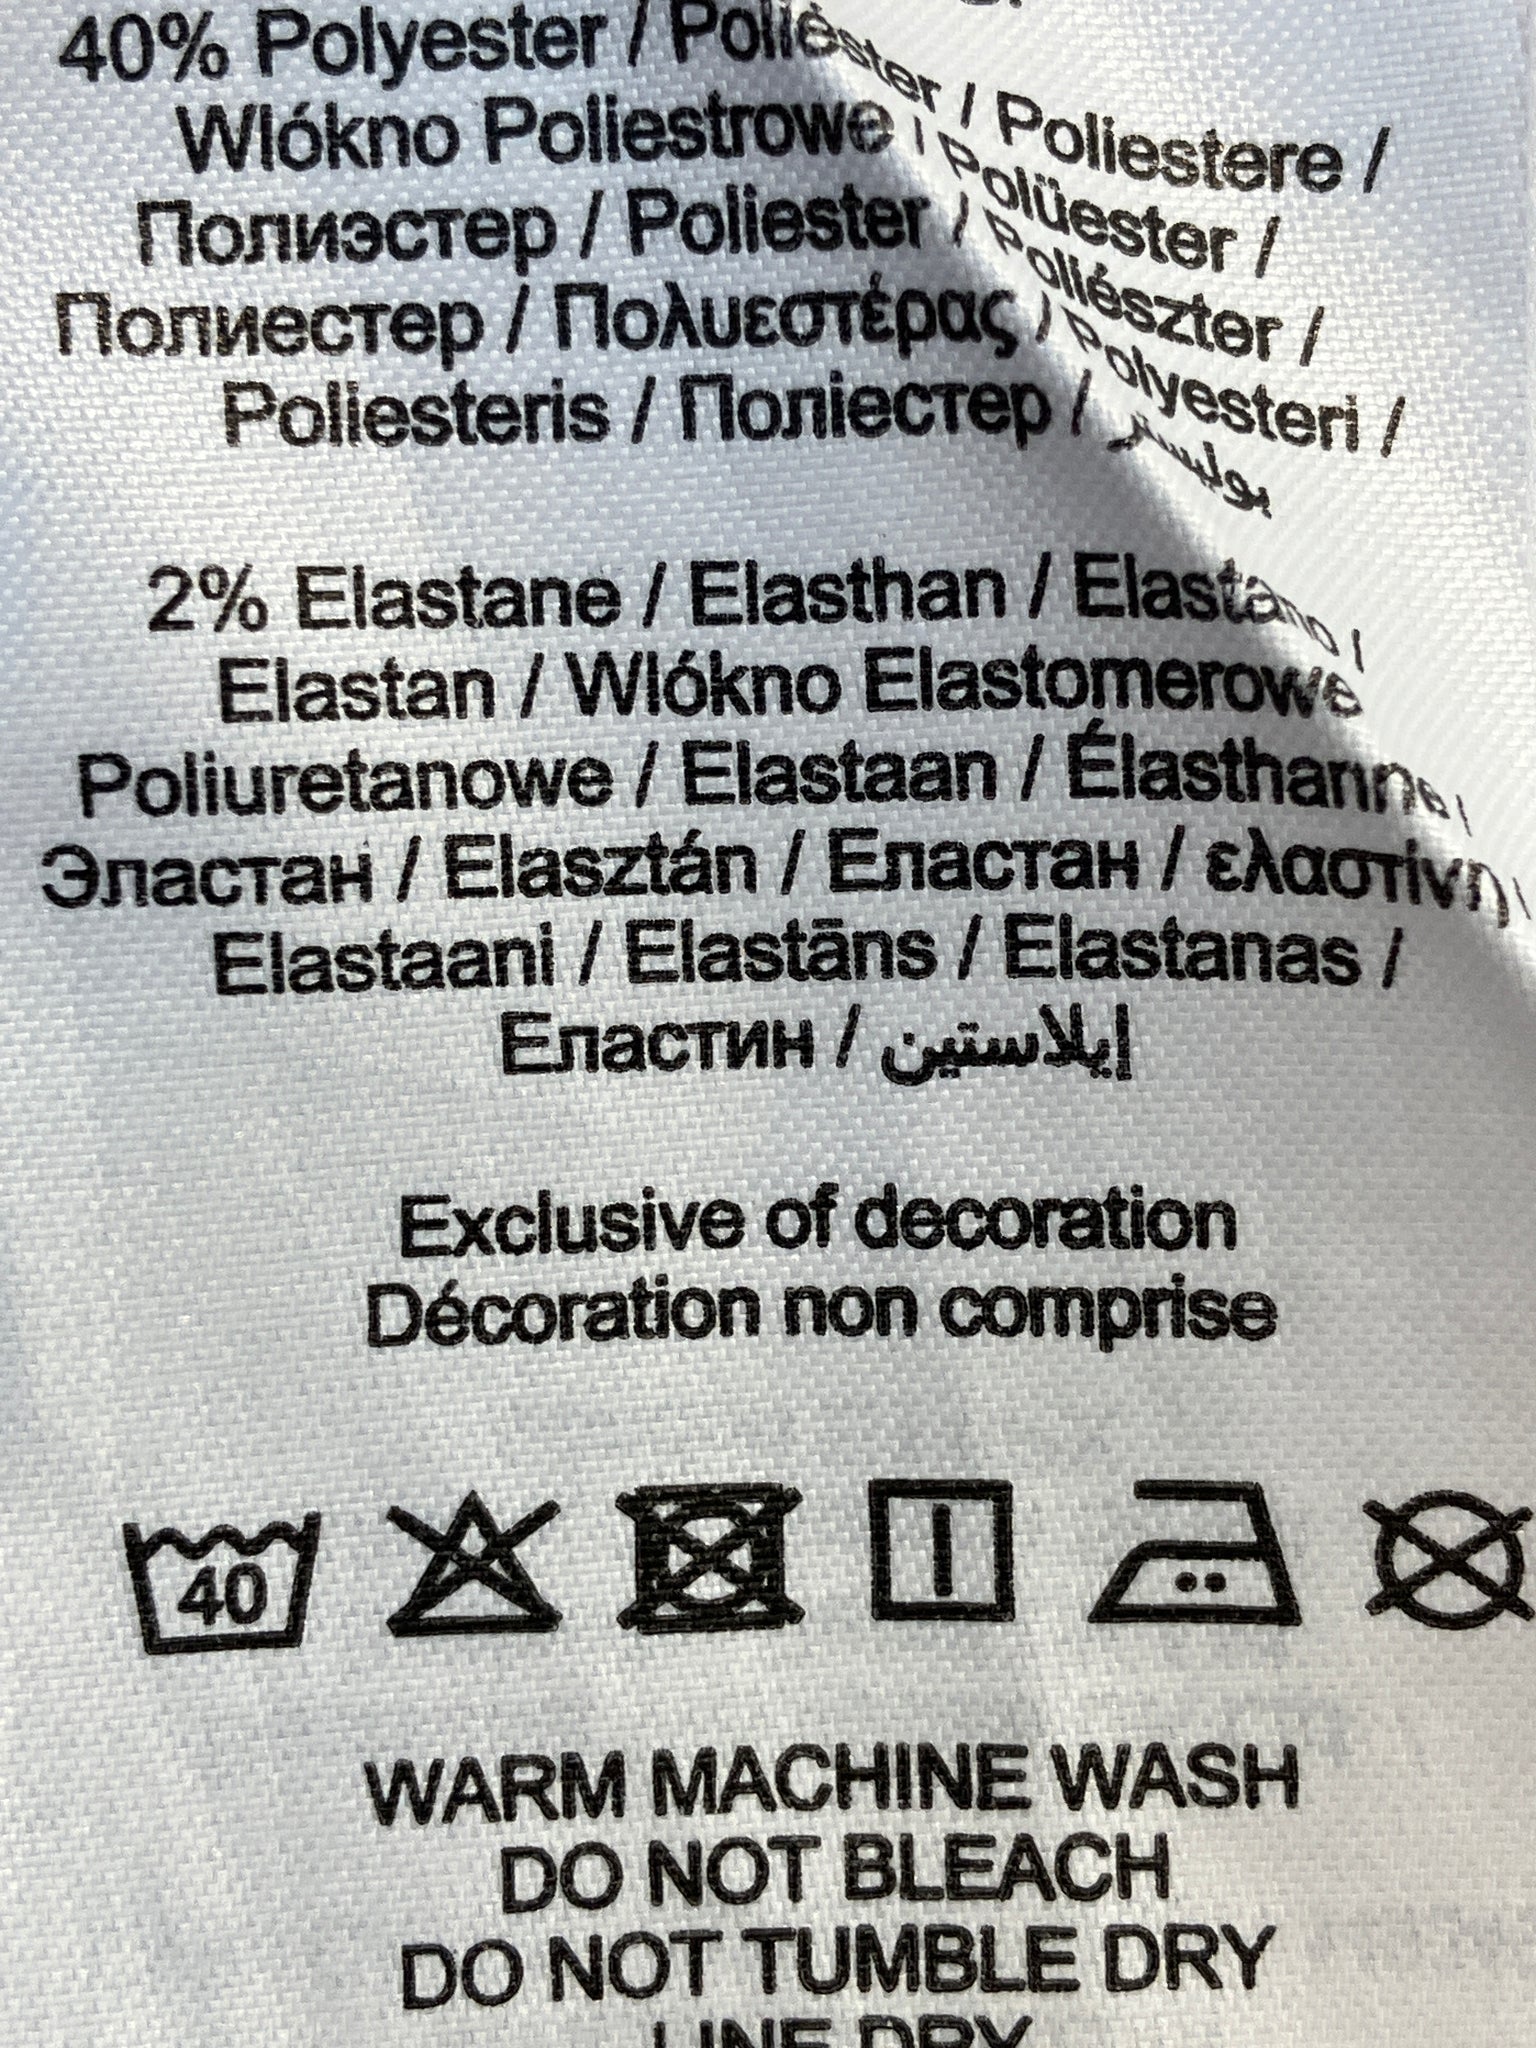 40% Polyester / Poliéster / Poliestere /
Wlókno Poliestrowe / Polüester /
Полиэстер / Poliester / Poliészter /
Полиестер / Πολυεστέρας / Polyesteri /
Poliesteris / Поліестер / بوليستر
2% Elastane / Elasthan / Elastano /
Elastan / Wlókno Elastomerowe
Poliuretanowe / Elastaan / Élasthanne /
Эластан / Elasztán / Еластан / ελαστίνη /
Elastaani / Elastāns / Elastanas /
Еластин / إيلاستين
Exclusive of decoration
Décoration non comprise
40
WARM MACHINE WASH
DO NOT BLEACH
DO NOT TUMBLE DRY
LINE DRY